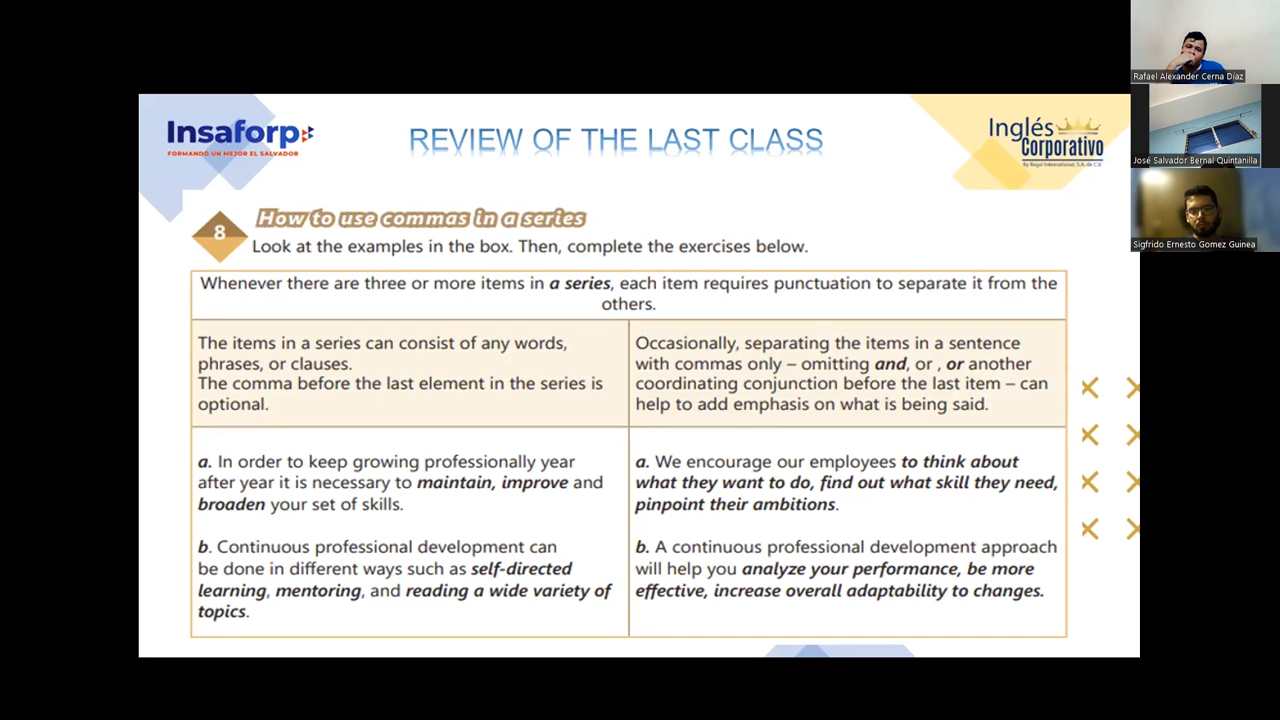 Insaforp
FORMANDO UN MEJOR EL SALVADOR
REVIEW OF THE LAST CLASS
Inglés
Corporativo
By Regal International, S.A. de C.V.
8
How to use commas in a series
Look at the examples in the box. Then, complete the exercises below.
Whenever there are three or more items in a series, each item requires punctuation to separate it from the
others.
The items in a series can consist of any words,
phrases, or clauses.
The comma before the last element in the series is
optional.
Occasionally, separating the items in a sentence
with commas only – omitting and, or , or another
coordinating conjunction before the last item – can
help to add emphasis on what is being said.
a. In order to keep growing professionally year
after year it is necessary to maintain, improve and
broaden your set of skills.
b. Continuous professional development can
be done in different ways such as self-directed
learning, mentoring, and reading a wide variety of
topics.
a. We encourage our employees to think about
what they want to do, find out what skill they need,
pinpoint their ambitions.
b. A continuous professional development approach
will help you analyze your performance, be more
effective, increase overall adaptability to changes.
Rafael Alexander Cerna Díaz
José Salvador Bernal Quintanilla
Sigfrido Ernesto Gomez Guinea